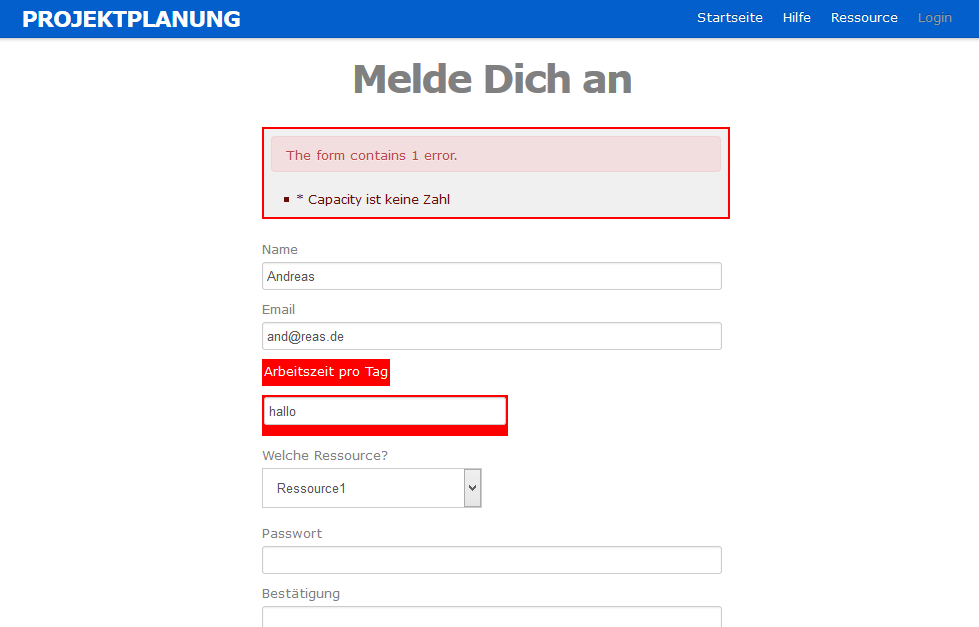 PROJEKTPLANUNG
Startseite Hilfe Ressource Login
Melde Dich an
The form contains 1 error.
* Capacity ist keine Zahl
Name
Andreas
Email
and@reas.de
Arbeitszeit pro Tag
hallo
Welche Ressource?
Ressource1
Passwort
Bestätigung